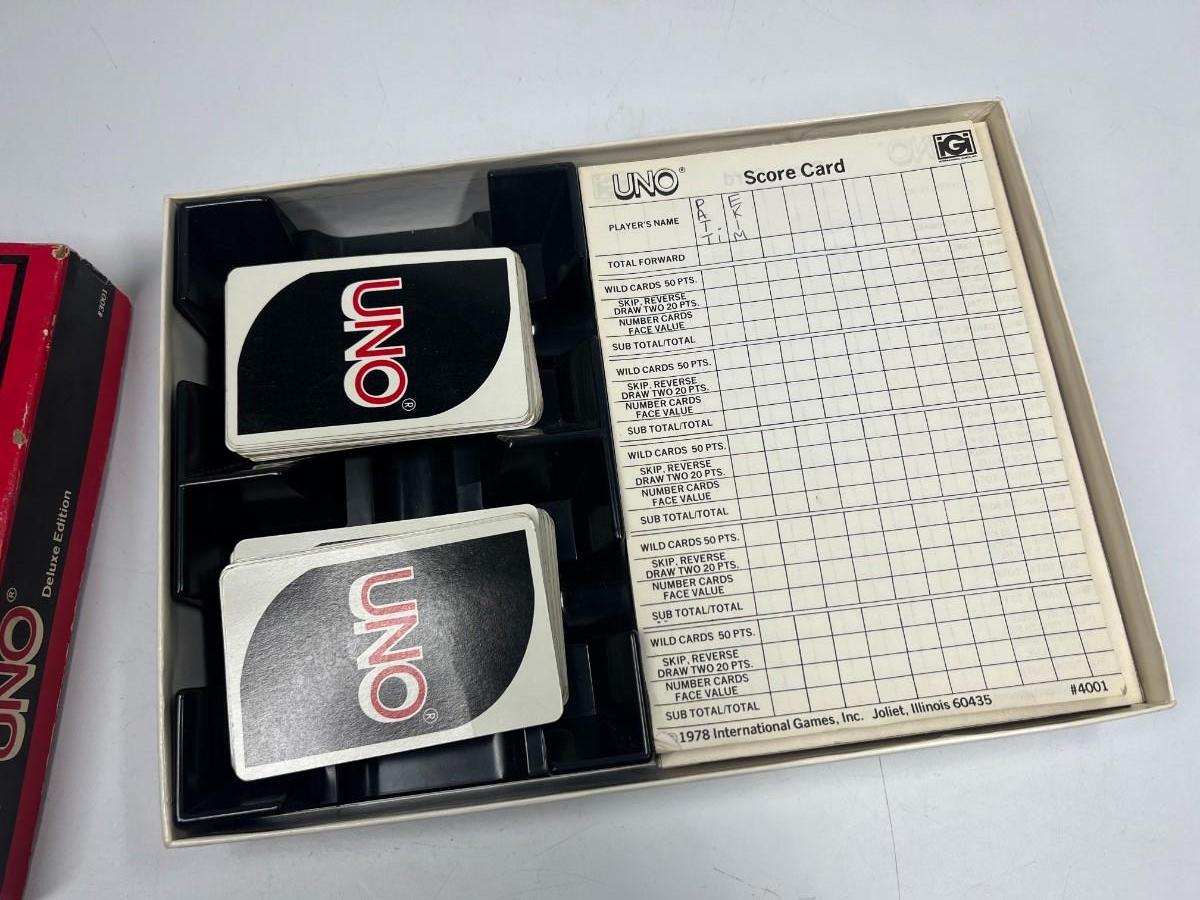 #3001
UNO® Deluxe Edition
UNO®
UNO®
UNO®
Score Card
iGi
PLAYER'S NAME
PATTi
EKiM
TOTAL FORWARD
WILD CARDS 50 PTS.
SKIP, REVERSE
DRAW TWO 20 PTS.
NUMBER CARDS
FACE VALUE
SUB TOTAL/TOTAL
WILD CARDS 50 PTS.
SKIP, REVERSE
DRAW TWO 20 PTS.
NUMBER CARDS
FACE VALUE
SUB TOTAL/TOTAL
WILD CARDS 50 PTS.
SKIP, REVERSE
DRAW TWO 20 PTS.
NUMBER CARDS
FACE VALUE
SUB TOTAL/TOTAL
WILD CARDS 50 PTS.
SKIP, REVERSE
DRAW TWO 20 PTS.
NUMBER CARDS
FACE VALUE
SUB TOTAL/TOTAL
WILD CARDS 50 PTS.
SKIP, REVERSE
DRAW TWO 20 PTS.
NUMBER CARDS
FACE VALUE
SUB TOTAL/TOTAL
©1978 International Games, Inc. Joliet, Illinois 60435
#4001